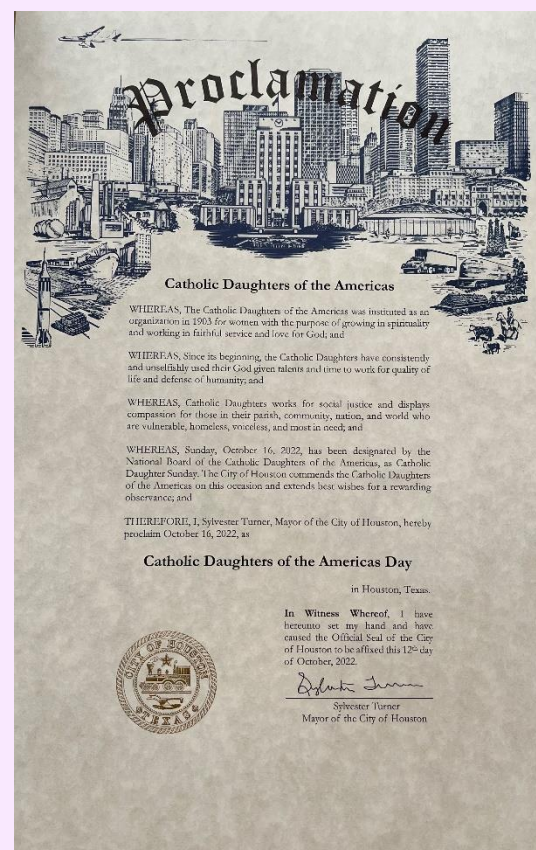 Proclamation
Catholic Daughters of the Americas
WHEREAS, The Catholic Daughters of the Americas was instituted as an
organization in 1903 for women with the purpose of growing in spirituality
and working in faithful service and love for God; and
WHEREAS, Since its beginning, the Catholic Daughters have consistently
and unselfishly used their God given talents and time to work for quality of
life and defense of humanity; and
WHEREAS, Catholic Daughters works for social justice and displays
compassion for those in their parish, community, nation, and world who
are vulnerable, homeless, voiceless, and most in need; and
WHEREAS, Sunday, October 16, 2022, has been designated by the
National Board of the Catholic Daughters of the Americas, as Catholic
Daughter Sunday. The City of Houston commends the Catholic Daughters
of the Americas on this occasion and extends best wishes for a rewarding
observance; and
THEREFORE, I, Sylvester Turner, Mayor of the City of Houston, hereby
proclaim October 16, 2022, as
Catholic Daughters of the Americas Day
in Houston, Texas.
In Witness Whereof, I have
hereunto set my hand and have
caused the Official Seal of the City
of Houston to be affixed this 12th day
of October, 2022.
Sylvester Turner
Sylvester Turner
Mayor of the City of Houston
CITY OF HOUSTON
TEXAS